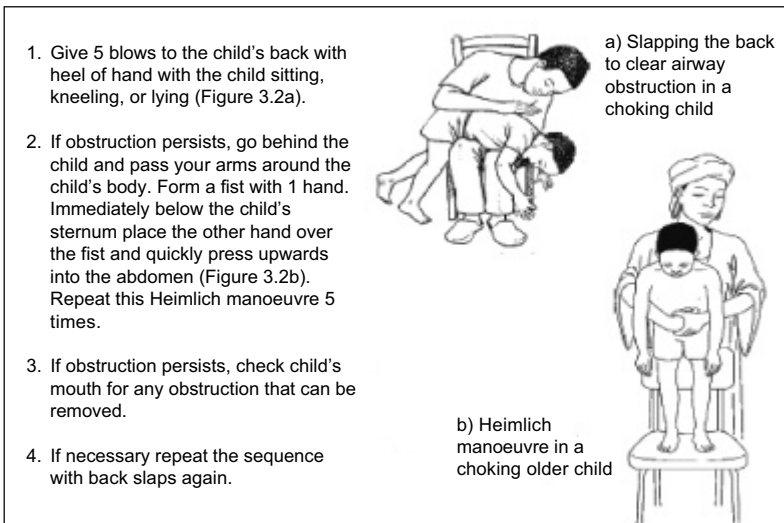 1. Give 5 blows to the child's back with
heel of hand with the child sitting,
kneeling, or lying (Figure 3.2a).
2. If obstruction persists, go behind the
child and pass your arms around the
child's body. Form a fist with 1 hand.
Immediately below the child's
sternum place the other hand over
the fist and quickly press upwards
into the abdomen (Figure 3.2b).
Repeat this Heimlich manoeuvre 5
times.
3. If obstruction persists, check child's
mouth for any obstruction that can be
removed.
4. If necessary repeat the sequence
with back slaps again.
a) Slapping the back
to clear airway
obstruction in a
choking child
b) Heimlich
manoeuvre in a
choking older child